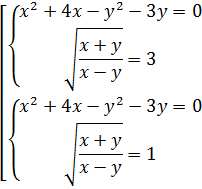 x² + 4x − y² − 3y = 0
√((x + y)/(x − y)) = 3
x² + 4x − y² − 3y = 0
√((x + y)/(x − y)) = 1